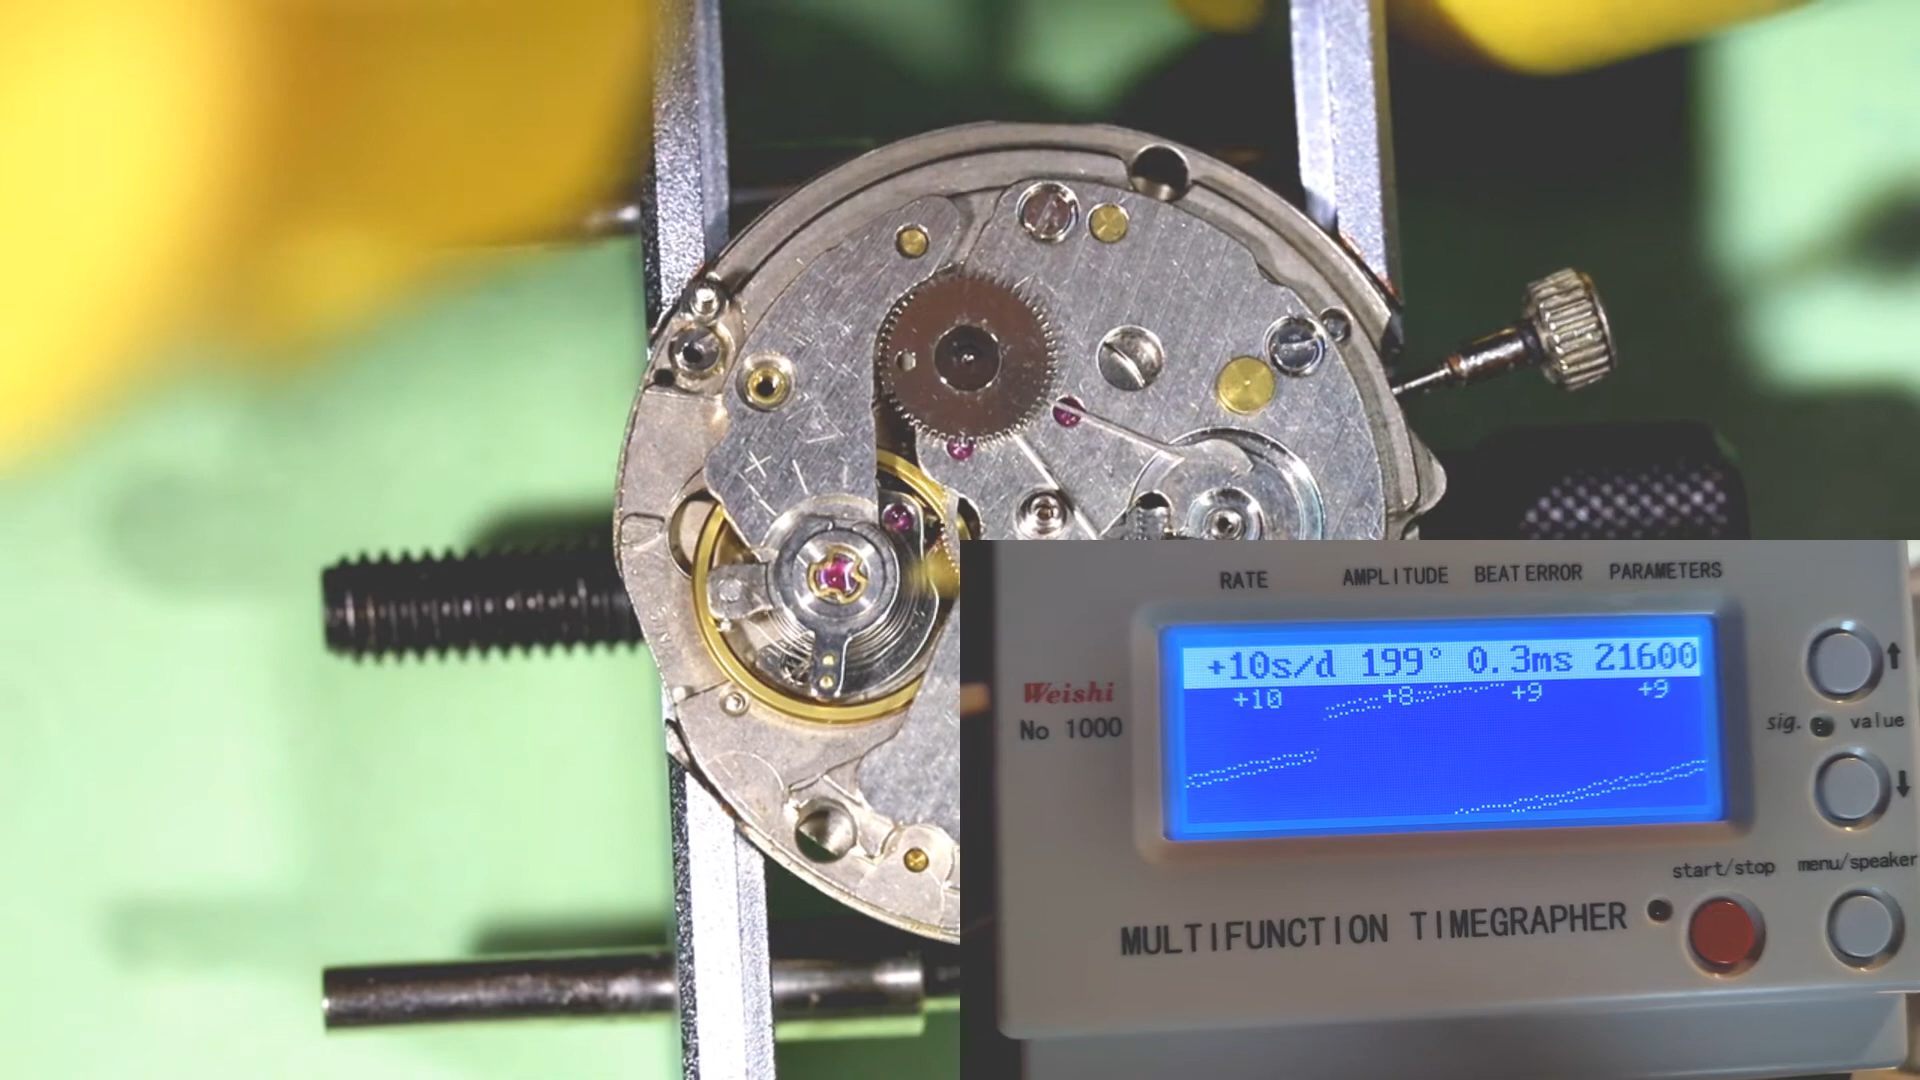 RATE AMPLITUDE BEAT ERROR PARAMETERS
+10s/d 199° 0.3ms 21600
+10 +8 +9 +9
Weishi
No 1000
sig. value
start/stop menu/speaker
MULTIFUNCTION TIMEGRAPHER
+ -